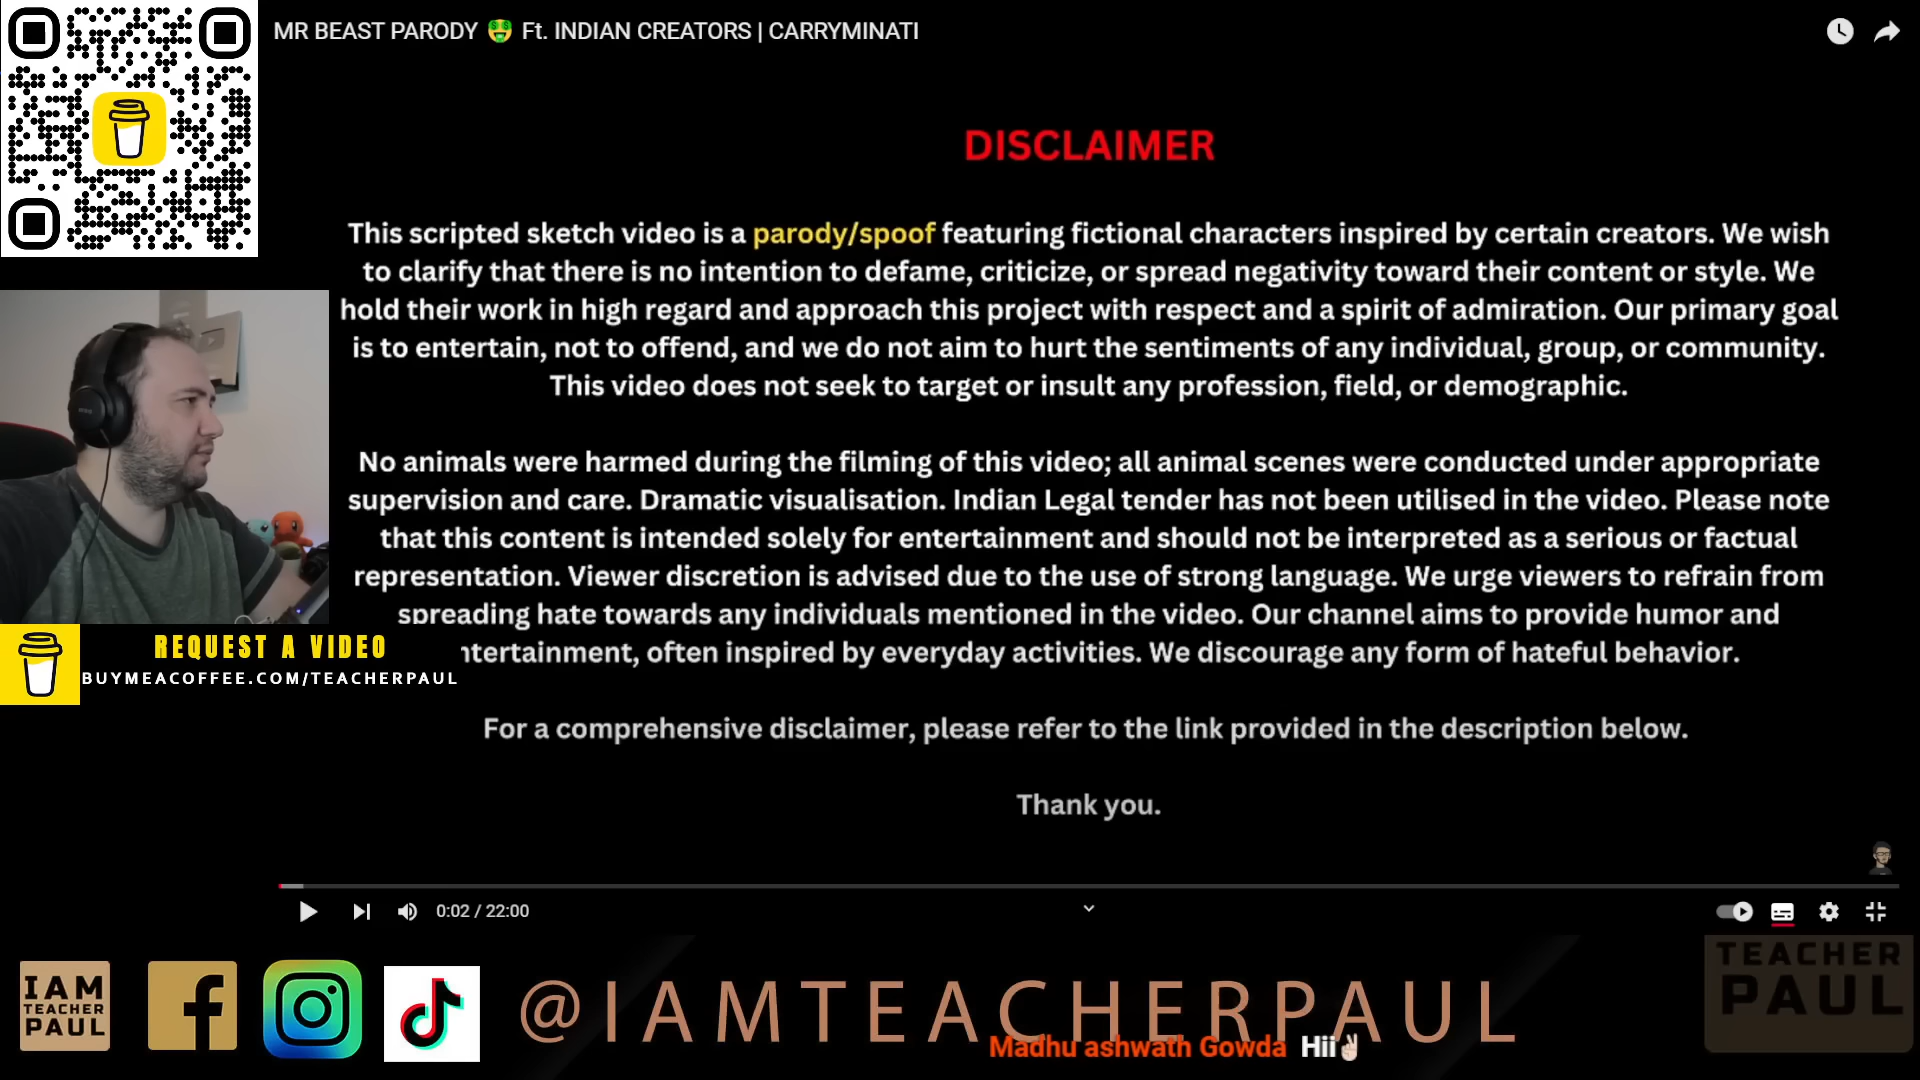 MR BEAST PARODY 🤑 Ft. INDIAN CREATORS | CARRYMINATI
DISCLAIMER
This scripted sketch video is a parody/spoof featuring fictional characters inspired by certain creators. We wish
to clarify that there is no intention to defame, criticize, or spread negativity toward their content or style. We
hold their work in high regard and approach this project with respect and a spirit of admiration. Our primary goal
is to entertain, not to offend, and we do not aim to hurt the sentiments of any individual, group, or community.
This video does not seek to target or insult any profession, field, or demographic.
No animals were harmed during the filming of this video; all animal scenes were conducted under appropriate
supervision and care. Dramatic visualisation. Indian Legal tender has not been utilised in the video. Please note
that this content is intended solely for entertainment and should not be interpreted as a serious or factual
representation. Viewer discretion is advised due to the use of strong language. We urge viewers to refrain from
spreading hate towards any individuals mentioned in the video. Our channel aims to provide humor and
ntertainment, often inspired by everyday activities. We discourage any form of hateful behavior.
For a comprehensive disclaimer, please refer to the link provided in the description below.
Thank you.
REQUEST A VIDEO
BUYMEACOFFEE.COM/TEACHERPAUL
0:02 / 22:00
I AM
TEACHER
PAUL
@IAMTEACHERPAUL
Madhu ashwath Gowda Hii✌🏻
TEACHER
PAUL